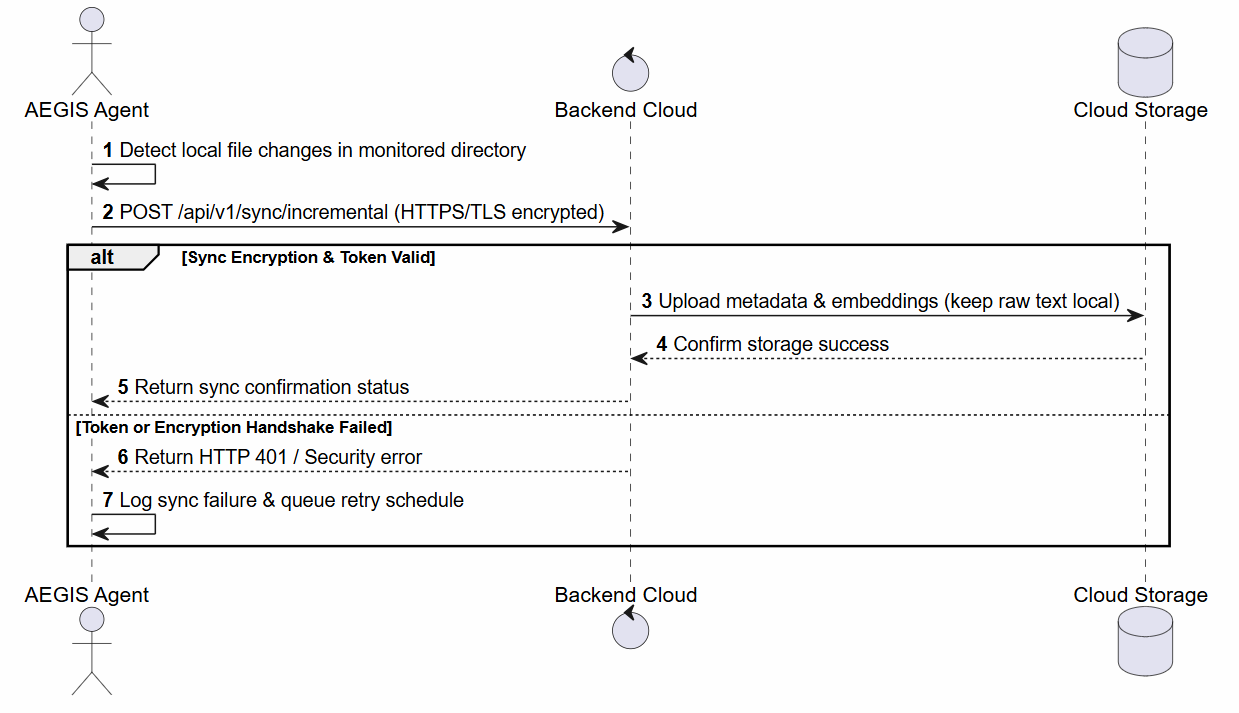 AEGIS Agent
Backend Cloud
Cloud Storage
1 Detect local file changes in monitored directory
2 POST /api/v1/sync/incremental (HTTPS/TLS encrypted)
alt [Sync Encryption & Token Valid]
3 Upload metadata & embeddings (keep raw text local)
4 Confirm storage success
5 Return sync confirmation status
[Token or Encryption Handshake Failed]
6 Return HTTP 401 / Security error
7 Log sync failure & queue retry schedule
AEGIS Agent
Backend Cloud
Cloud Storage